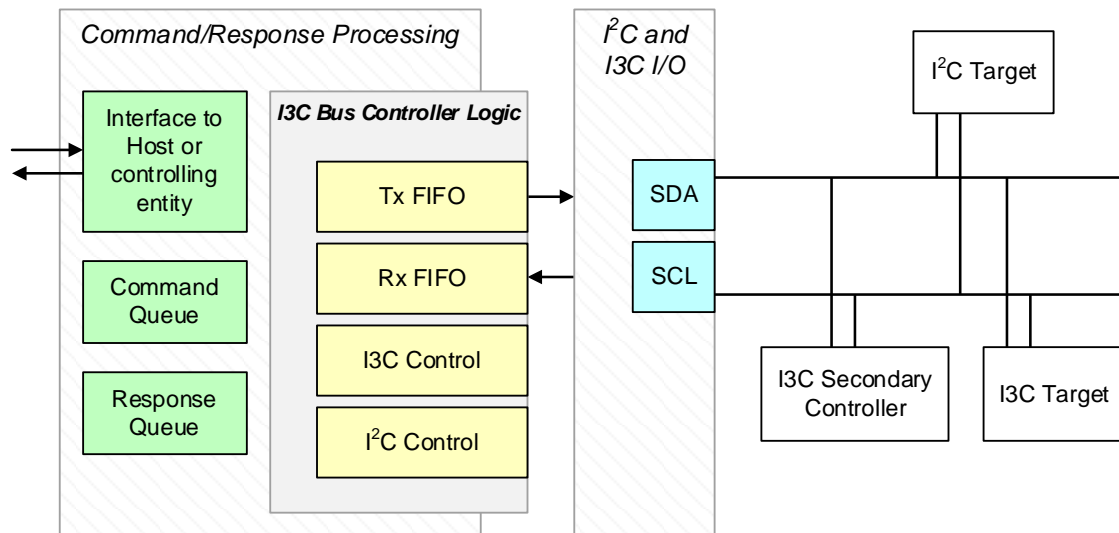 Command/Response Processing
I²C and
I3C I/O
I²C Target
Interface to
Host or
controlling
entity
I3C Bus Controller Logic
Tx FIFO
SDA
Rx FIFO
SCL
Command
Queue
I3C Control
I3C Secondary
Controller
I3C Target
Response
Queue
I²C Control